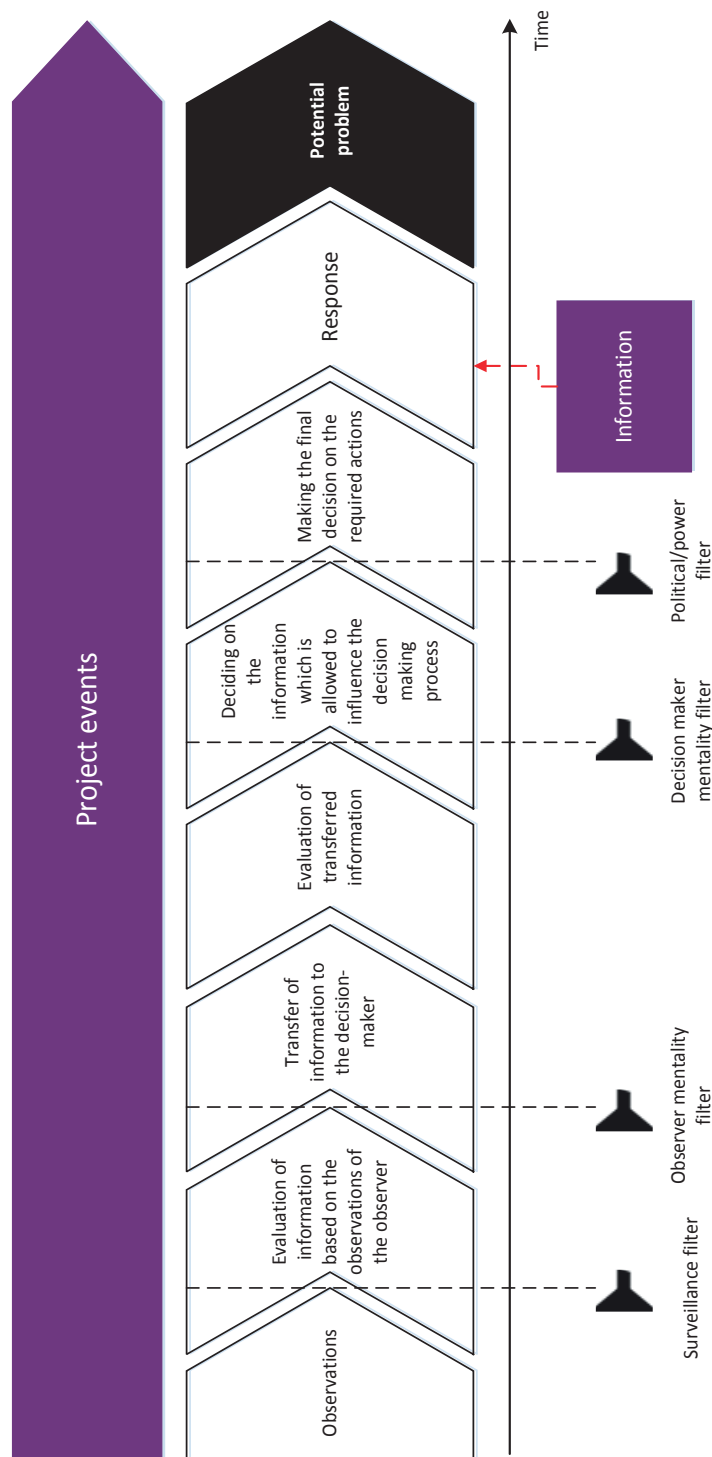 Project events
Observations
Evaluation of
information
based on the
observations of
the observer
Transfer of
information to
the decision-
maker
Evaluation of
transferred
information
Deciding on
the
information
which is
allowed to
influence the
decision
making
process
Making the final
decision on the
required actions
Response
Potential
problem
Time
Surveillance filter
Observer mentality
filter
Decision maker
mentality filter
Political/power
filter
Information